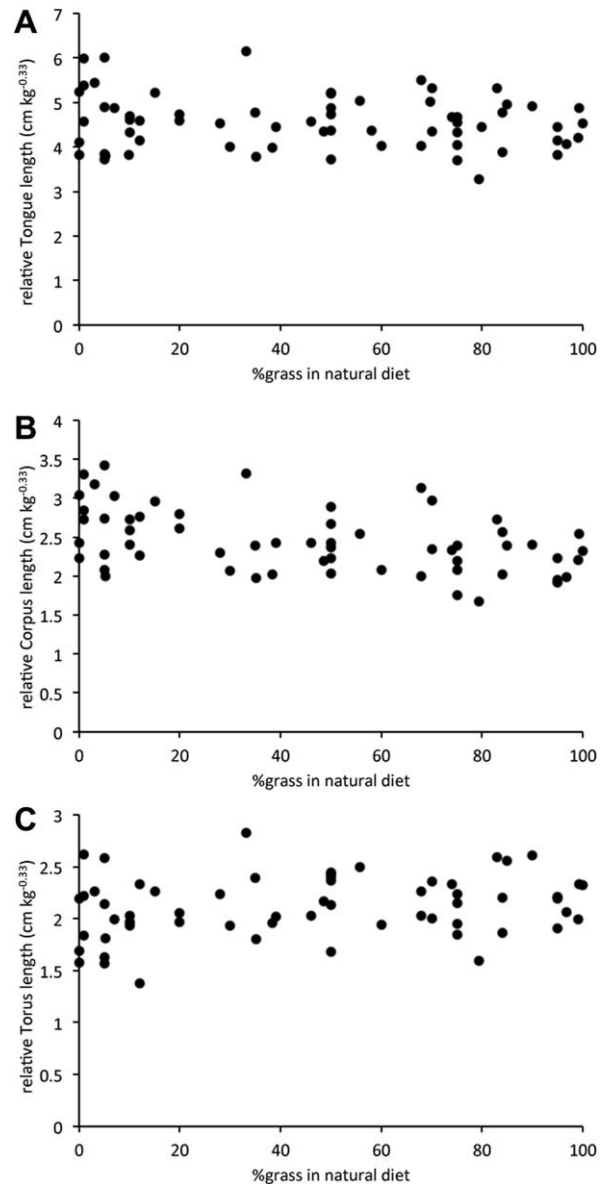 A
7
6
5
4
3
2
1
0
relative Tongue length (cm kg-0.33)
0 20 40 60 80 100
%grass in natural diet
B
4
3.5
3
2.5
2
1.5
1
0.5
0
relative Corpus length (cm kg-0.33)
0 20 40 60 80 100
%grass in natural diet
C
3
2.5
2
1.5
1
0.5
0
relative Torus length (cm kg-0.33)
0 20 40 60 80 100
%grass in natural diet